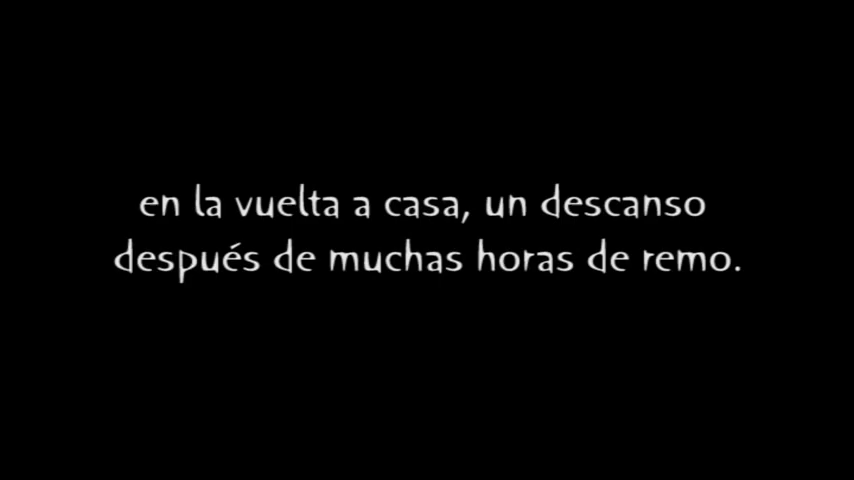 en la vuelta a casa, un descanso
después de muchas horas de remo.